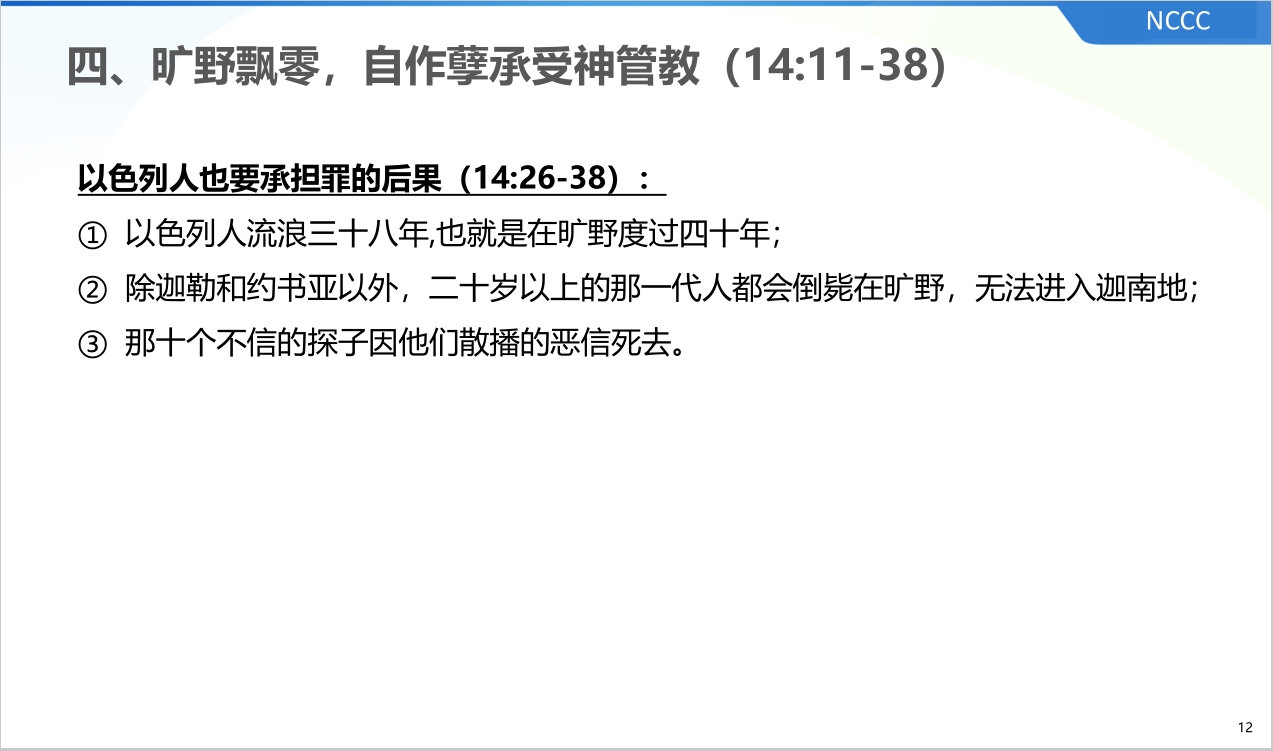 NCCC
四、旷野飘零，自作孽承受神管教（14:11-38）
以色列人也要承担罪的后果（14:26-38）：
① 以色列人流浪三十八年,也就是在旷野度过四十年；
② 除迦勒和约书亚以外，二十岁以上的那一代人都会倒毙在旷野，无法进入迦南地；
③ 那十个不信的探子因他们散播的恶信死去。
12